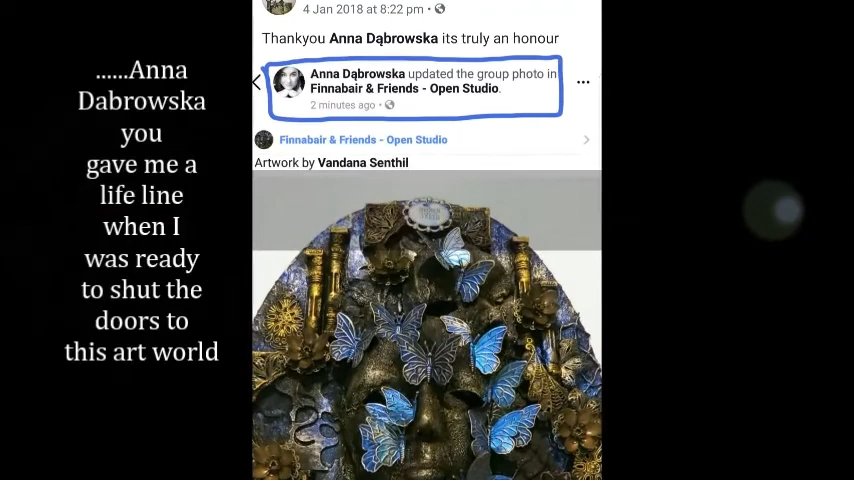 ......Anna
Dabrowska
you
gave me a
life line
when I
was ready
to shut the
doors to
this art world
4 Jan 2018 at 8:22 pm •
Thankyou Anna Dąbrowska its truly an honour
Anna Dąbrowska updated the group photo in
Finnabair & Friends - Open Studio.
2 minutes ago •
Finnabair & Friends - Open Studio
Artwork by Vandana Senthil